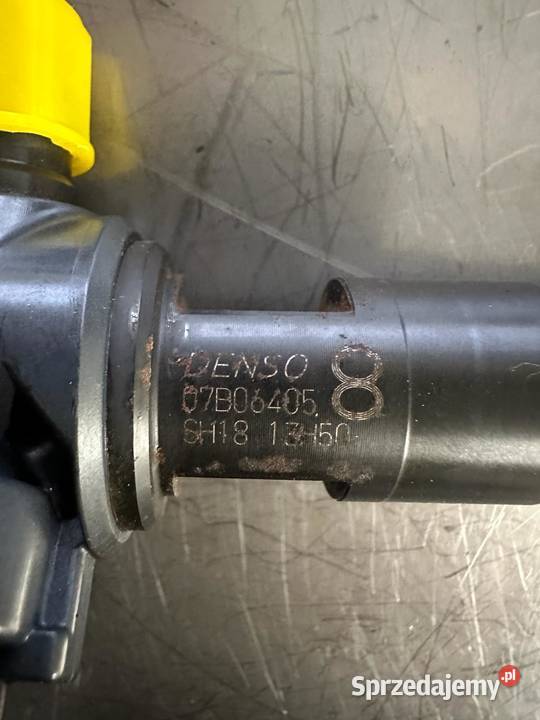 DENSO
07B06405 8
SH18 13H50
Sprzedajemy.pl